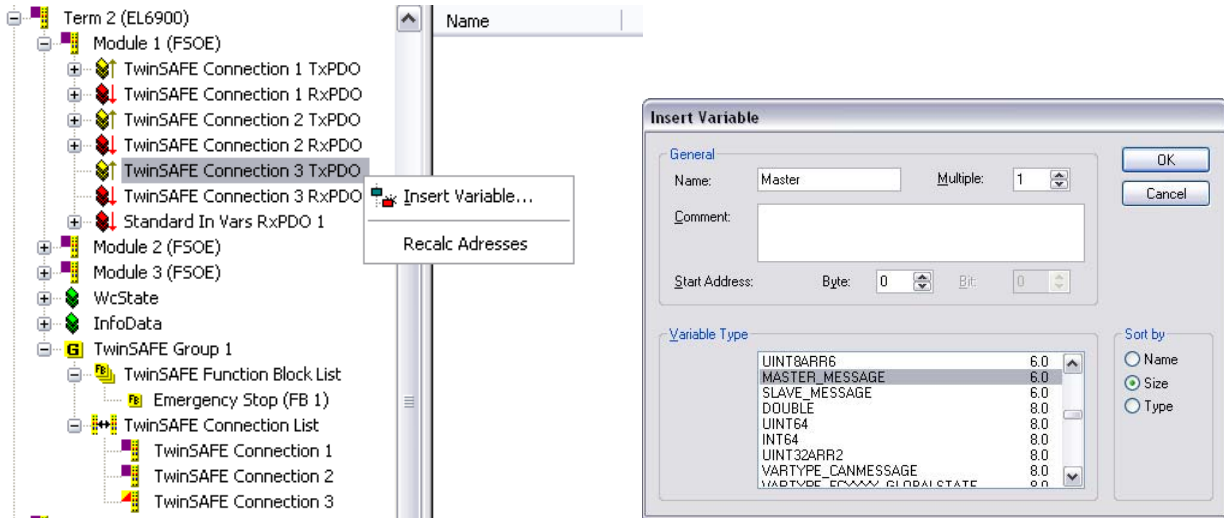 Term 2 (EL6900)
Module 1 (FSOE)
TwinSAFE Connection 1 TxPDO
TwinSAFE Connection 1 RxPDO
TwinSAFE Connection 2 TxPDO
TwinSAFE Connection 2 RxPDO
TwinSAFE Connection 3 TxPDO
TwinSAFE Connection 3 RxPDO
Standard In Vars RxPDO 1
Module 2 (FSOE)
Module 3 (FSOE)
WcState
InfoData
G TwinSAFE Group 1
FB TwinSAFE Function Block List
FB Emergency Stop (FB 1)
TwinSAFE Connection List
TwinSAFE Connection 1
TwinSAFE Connection 2
TwinSAFE Connection 3
Name
Insert Variable...
Recalc Adresses
Insert Variable
General
Name: Master Multiple: 1
Comment:
Start Address: Byte: 0 Bit: 0
OK
Cancel
Variable Type
UINT8ARR6 6.0
MASTER_MESSAGE 6.0
SLAVE_MESSAGE 6.0
DOUBLE 8.0
UINT64 8.0
INT64 8.0
UINT32ARR2 8.0
VARTYPE_CANMESSAGE 8.0
Sort by
Name
Size
Type